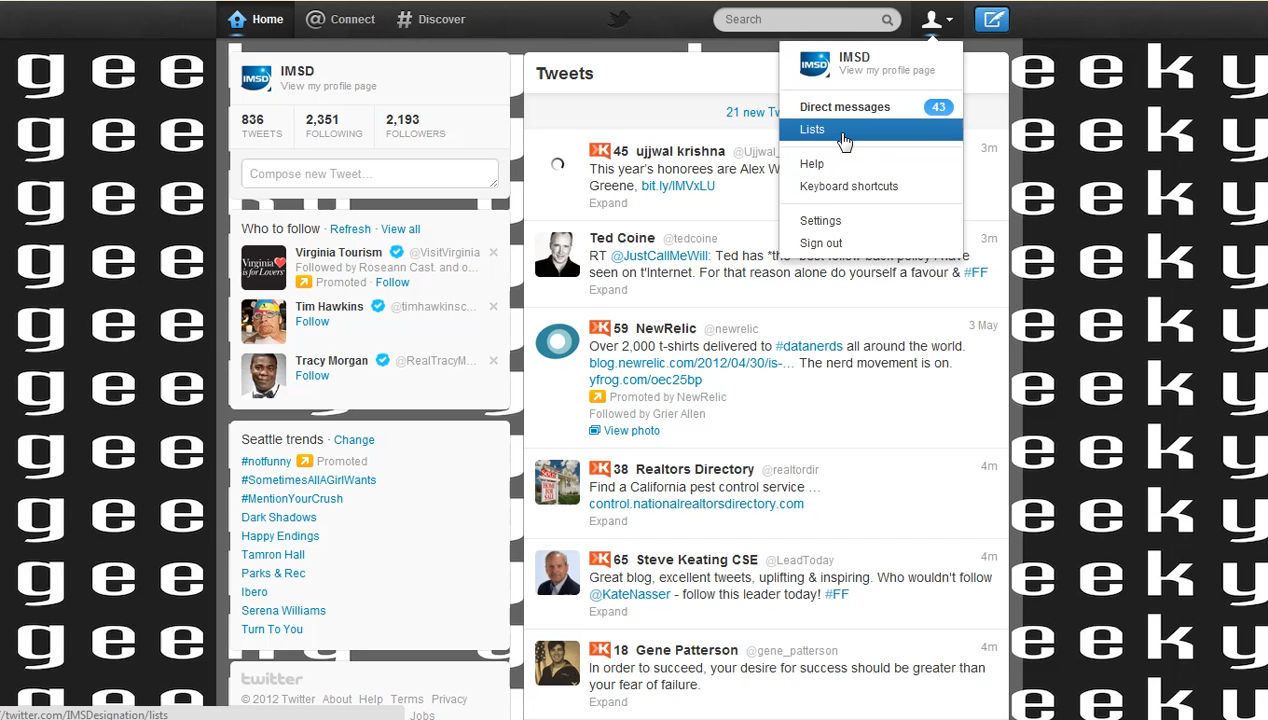 Home
@ Connect
# Discover
Search
IMSD
View my profile page
836
TWEETS
2,351
FOLLOWING
2,193
FOLLOWERS
Compose new Tweet...
Who to follow · Refresh · View all
Virginia Tourism @VisitVirginia
Followed by Roseann Cast. and o...
Promoted · Follow
Tim Hawkins @timhawkinsc...
Follow
Tracy Morgan @RealTracyM...
Follow
Seattle trends · Change
#notfunny Promoted
#SometimesAllAGirlWants
#MentionYourCrush
Dark Shadows
Happy Endings
Tamron Hall
Parks & Rec
Ibero
Serena Williams
Turn To You
twitter
© 2012 Twitter About Help Terms Privacy
Jobs
/twitter.com/IMSDesignation/lists
Tweets
21 new Tw
45 ujjwal krishna @Ujjwal_
3m
This year's honorees are Alex W
Greene, bit.ly/IMVxLU
Expand
Ted Coine @tedcoine
3m
RT @JustCallMeWill: Ted has *the *best follow back policy I have
seen on t'Internet. For that reason alone do yourself a favour & #FF
Expand
59 NewRelic @newrelic
3 May
Over 2,000 t-shirts delivered to #datanerds all around the world.
blog.newrelic.com/2012/04/30/is-... The nerd movement is on.
yfrog.com/oec25bp
Promoted by NewRelic
Followed by Grier Allen
View photo
38 Realtors Directory @realtordir
4m
Find a California pest control service ...
control.nationalrealtorsdirectory.com
Expand
65 Steve Keating CSE @LeadToday
4m
Great blog, excellent tweets, uplifting & inspiring. Who wouldn't follow
@KateNasser - follow this leader today! #FF
Expand
18 Gene Patterson @gene_patterson
4m
In order to succeed, your desire for success should be greater than
your fear of failure.
Expand
IMSD
View my profile page
Direct messages 43
Lists
Help
Keyboard shortcuts
Settings
Sign out